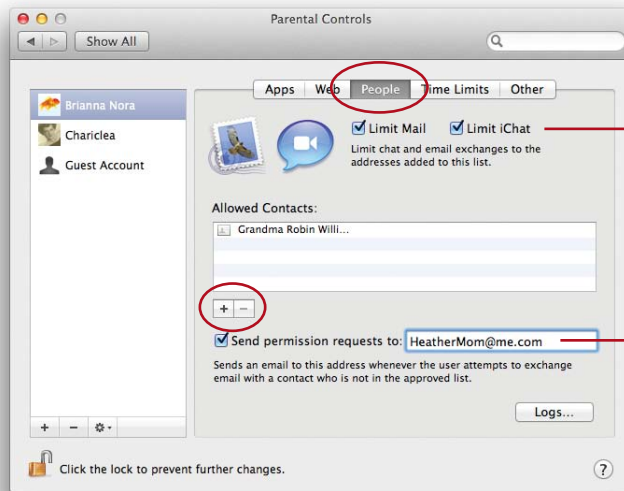 Parental Controls
Show All
Apps Web People Time Limits Other
Brianna Nora
Chariclea
Guest Account
Limit Mail Limit iChat
Limit chat and email exchanges to the
addresses added to this list.
Allowed Contacts:
Grandma Robin Willi...
+ −
Send permission requests to: HeatherMom@me.com
Sends an email to this address whenever the user attempts to exchange
email with a contact who is not in the approved list.
Logs...
+ −
Click the lock to prevent further changes.
?